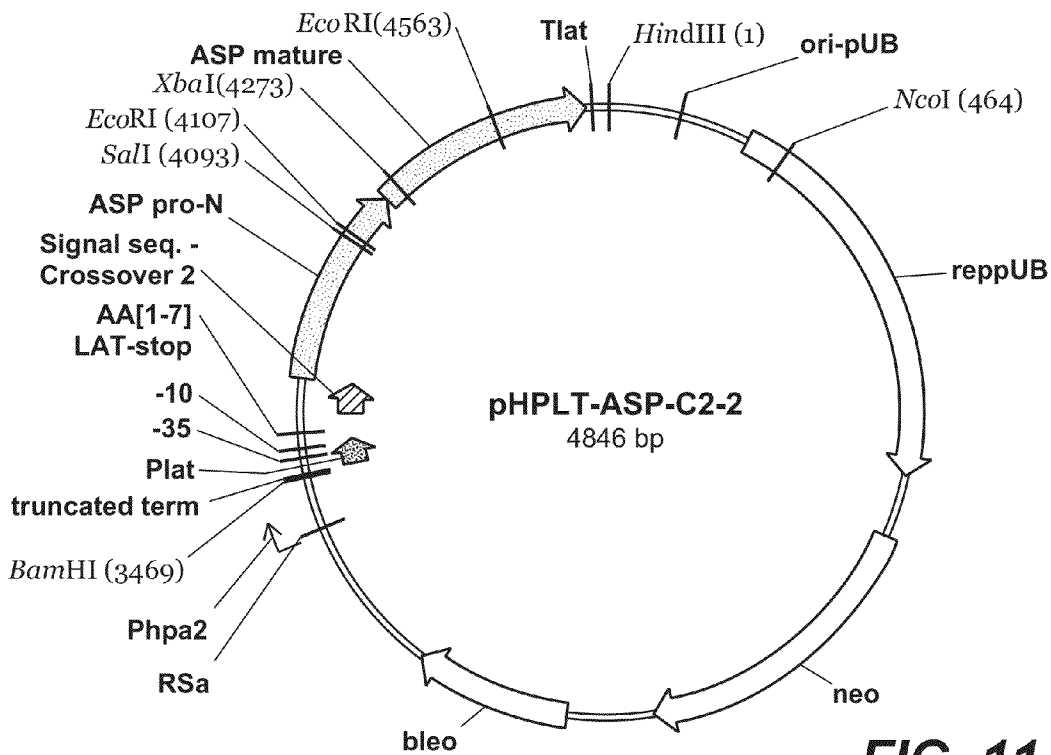 EcoRI(4563)
Tlat
HindIII (1)
ori-pUB
ASP mature
XbaI(4273)
NcoI (464)
EcoRI (4107)
SalI (4093)
ASP pro-N
Signal seq. -
Crossover 2
reppUB
AA[1-7]
LAT-stop
-10
pHPLT-ASP-C2-2
4846 bp
-35
Plat
truncated term
BamHI (3469)
Phpa2
RSa
neo
bleo
FIG. 11